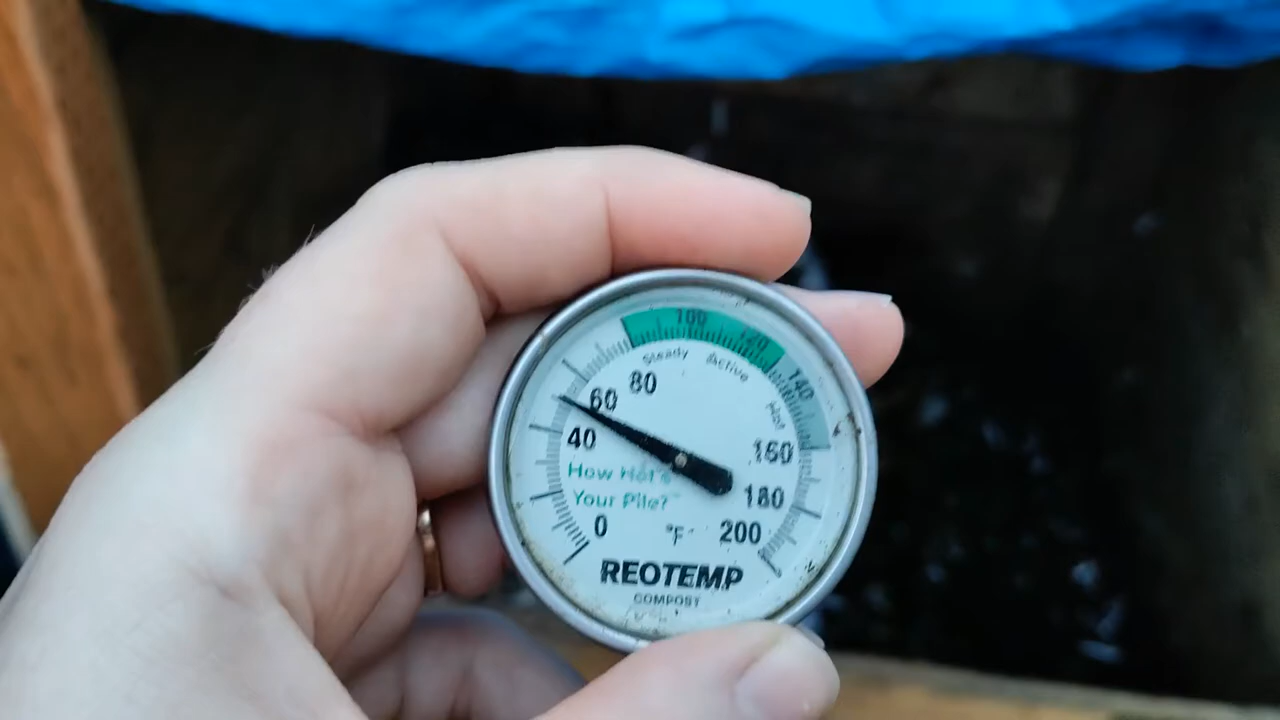 100
120
Steady Active
140
80
60
Hot
40
160
How Hot's
Your Pile?
180
0
°F
200
REOTEMP
COMPOST